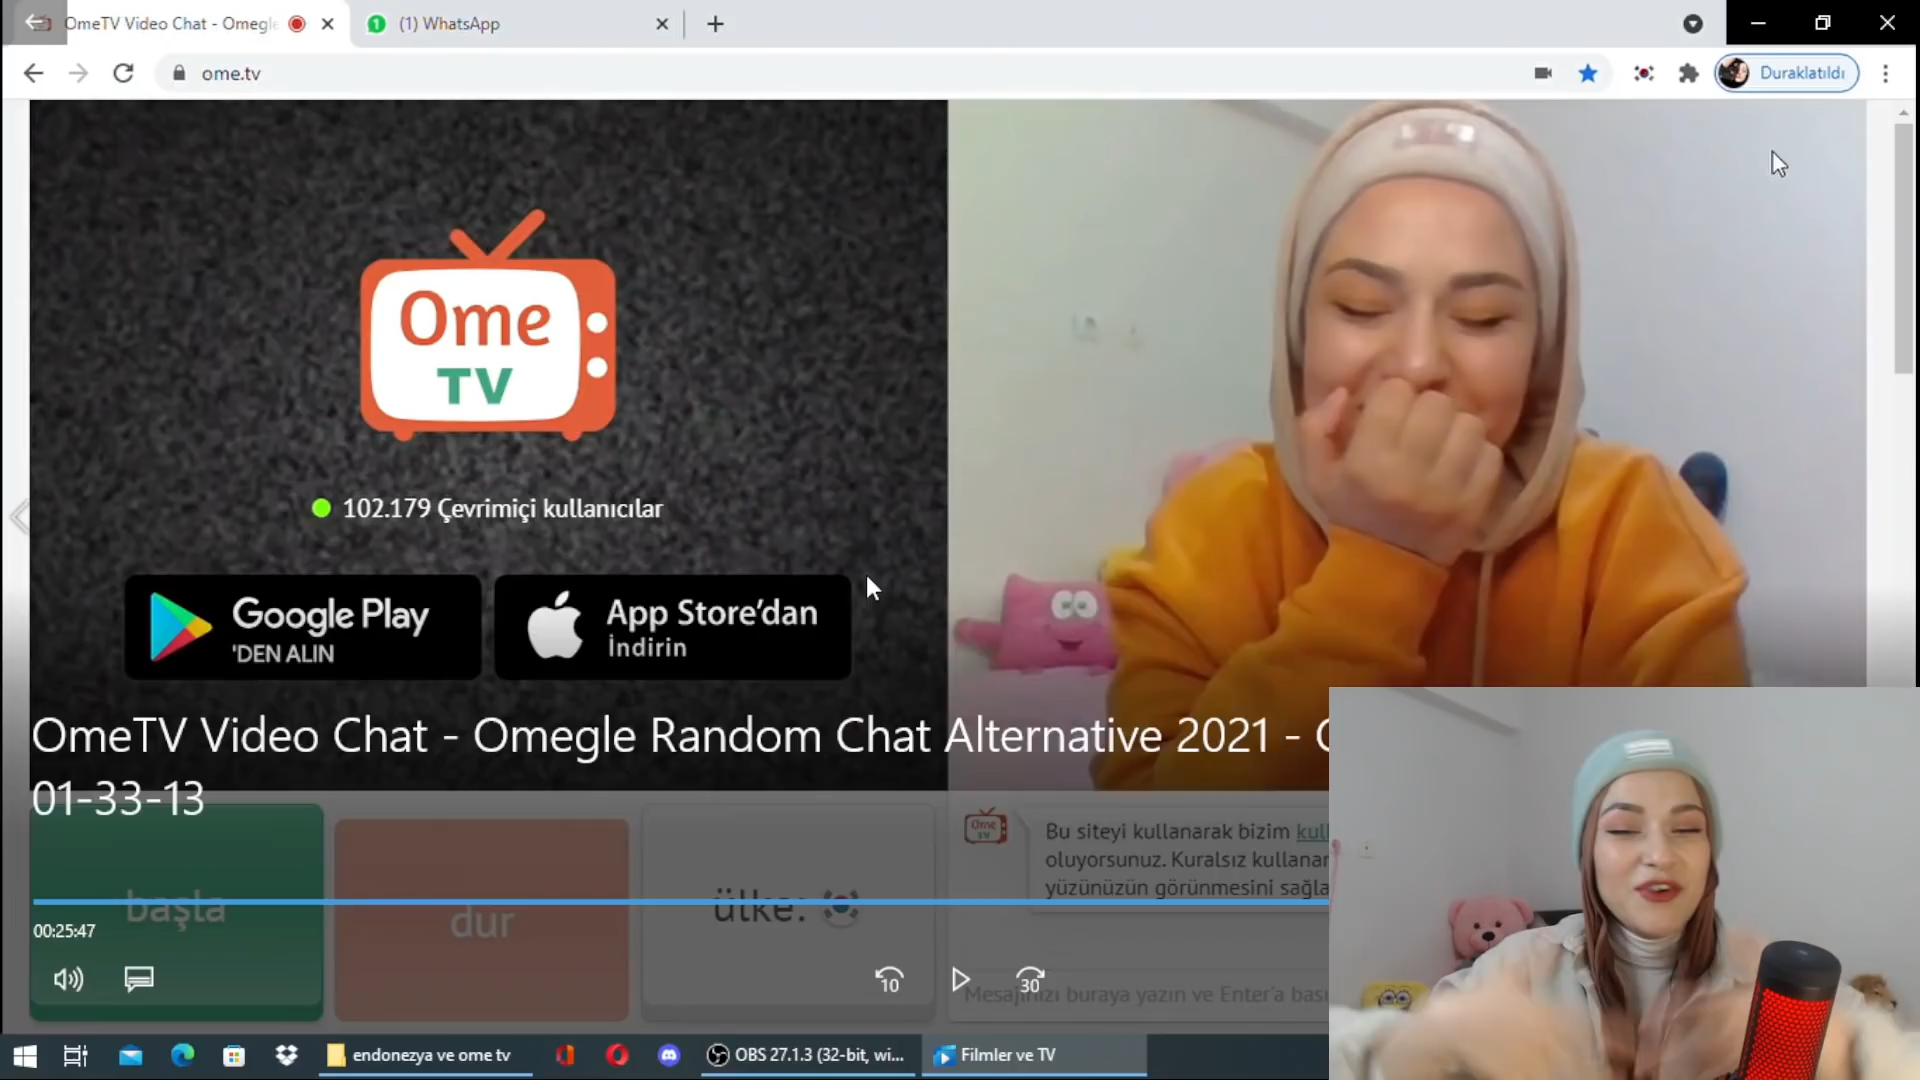 OmeTV Video Chat - Omegle
(1) WhatsApp
ome.tv
Duraklatıldı
Ome
TV
102.179 Çevrimiçi kullanıcılar
Google Play
'DEN ALIN
App Store'dan
İndirin
OmeTV Video Chat - Omegle Random Chat Alternative 2021 -
01-33-13
başla
dur
ülke:
Ome
TV
Bu siteyi kullanarak bizim
oluyorsunuz. Kuralsız
yüzünüzün görünmesini
00:25:47
10
30
Mesajınızı buraya yazın ve Enter'a
endonezya ve ome tv
OBS 27.1.3 (32-bit, wi...
Filmler ve TV